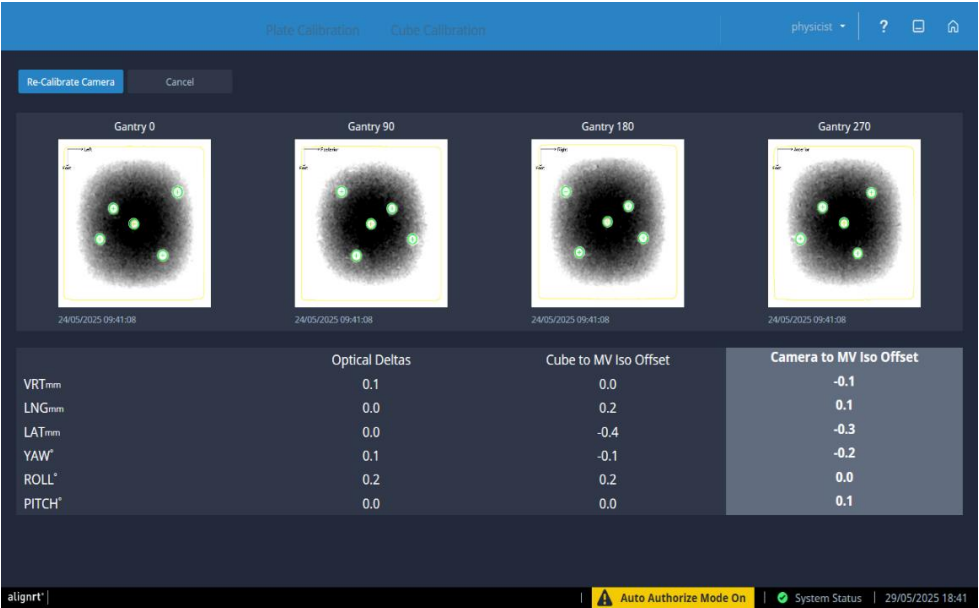 Plate Calibration Cube Calibration physicist ?
Re-Calibrate Camera Cancel
Gantry 0 Gantry 90 Gantry 180 Gantry 270
Left Posterior Right Anterior
24/05/2025 09:41:08 24/05/2025 09:41:08 24/05/2025 09:41:08 24/05/2025 09:41:08
Optical Deltas Cube to MV Iso Offset Camera to MV Iso Offset
VRTmm 0.1 0.0 -0.1
LNGmm 0.0 0.2 0.1
LATmm 0.0 -0.4 -0.3
YAW° 0.1 -0.1 -0.2
ROLL° 0.2 0.2 0.0
PITCH° 0.0 0.0 0.1
alignrt Auto Authorize Mode On System Status 29/05/2025 18:41